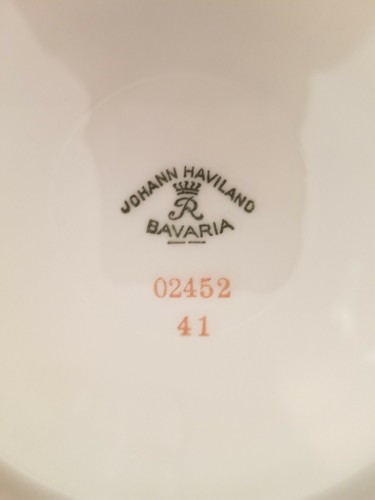 JOHANN HAVILAND
R
BAVARIA
02452
41